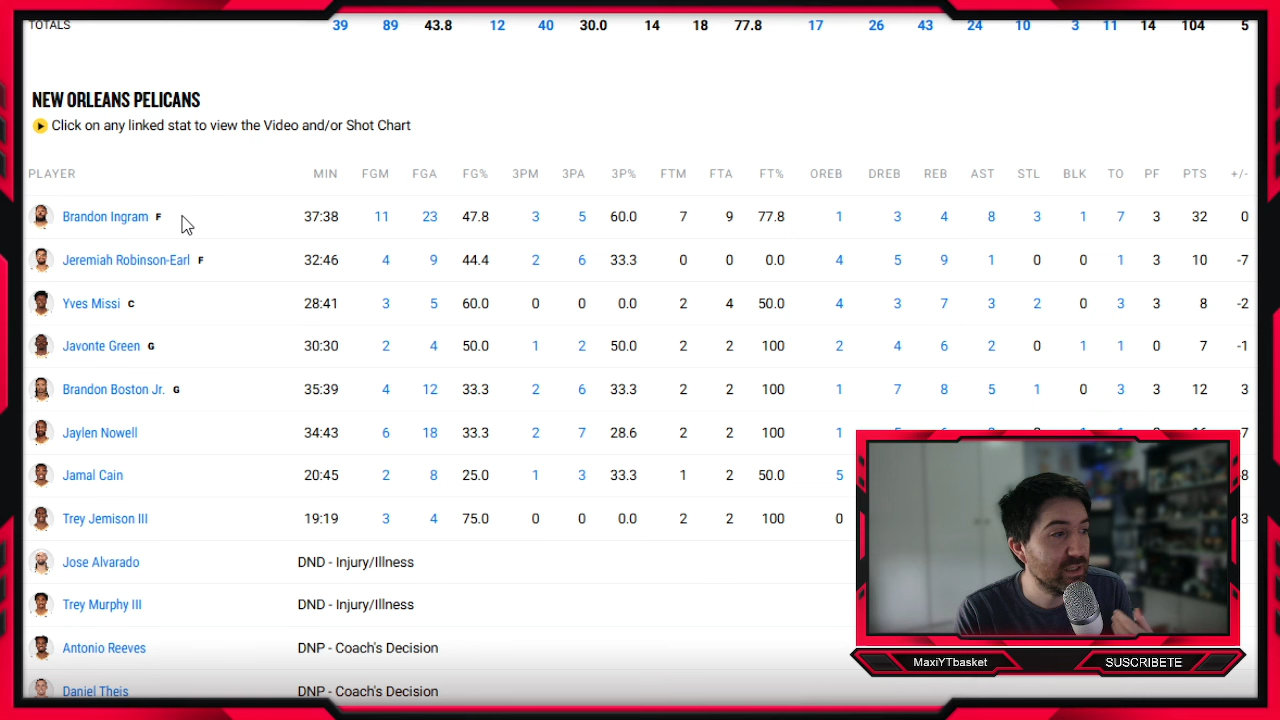 TOTALS 39 89 43.8 12 40 30.0 14 18 77.8 17 26 43 24 10 3 11 14 104 5
NEW ORLEANS PELICANS
Click on any linked stat to view the Video and/or Shot Chart
PLAYER MIN FGM FGA FG% 3PM 3PA 3P% FTM FTA FT% OREB DREB REB AST STL BLK TO PF PTS +/-
Brandon Ingram F 37:38 11 23 47.8 3 5 60.0 7 9 77.8 1 3 4 8 3 1 7 3 32 0
Jeremiah Robinson-Earl F 32:46 4 9 44.4 2 6 33.3 0 0 0.0 4 5 9 1 0 0 1 3 10 -7
Yves Missi C 28:41 3 5 60.0 0 0 0.0 2 4 50.0 4 3 7 3 2 0 3 3 8 -2
Javonte Green G 30:30 2 4 50.0 1 2 50.0 2 2 100 2 4 6 2 0 1 1 0 7 -1
Brandon Boston Jr. G 35:39 4 12 33.3 2 6 33.3 2 2 100 1 7 8 5 1 0 3 3 12 3
Jaylen Nowell 34:43 6 18 33.3 2 7 28.6 2 2 100 1
Jamal Cain 20:45 2 8 25.0 1 3 33.3 1 2 50.0 5
Trey Jemison III 19:19 3 4 75.0 0 0 0.0 2 2 100 0
Jose Alvarado DND - Injury/Illness
Trey Murphy III DND - Injury/Illness
Antonio Reeves DNP - Coach's Decision
Daniel Theis DNP - Coach's Decision
MaxiYTbasket SUSCRIBETE